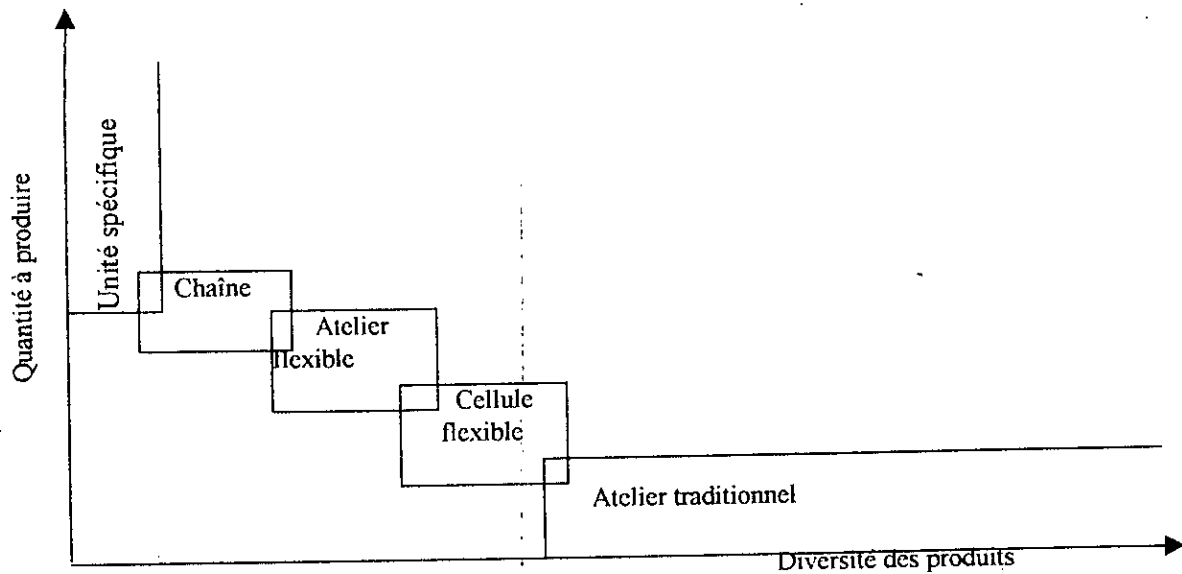 Quantité à produire
Unité spécifique
Chaîne
Atelier
flexible
Cellule
flexible
Atelier traditionnel
Diversité des produits